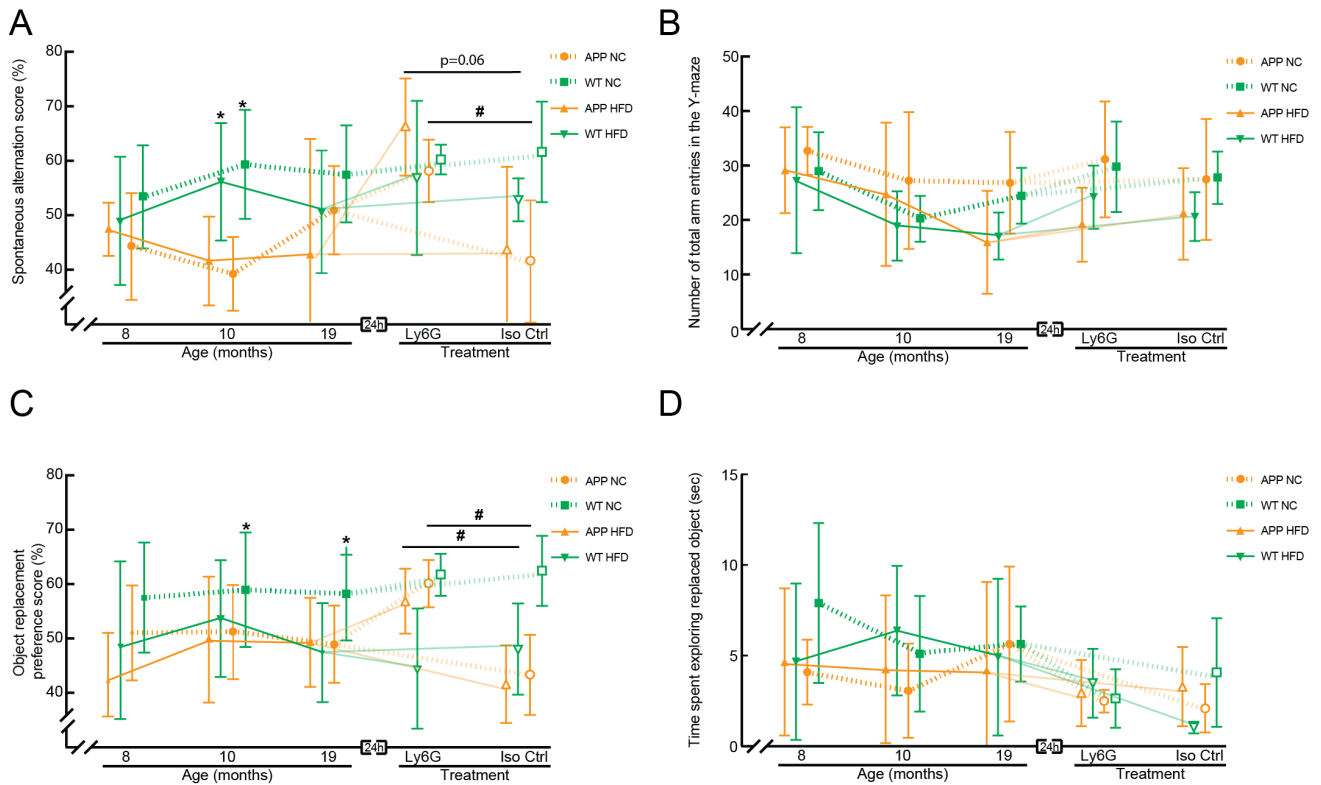 A
Spontaneous alternation score (%)
80
70
60
50
40
*
*
p=0.06
#
APP NC
WT NC
APP HFD
WT HFD
8
10
19
24h
Ly6G
Iso Ctrl
Age (months)
Treatment
B
Number of total arm entries in the Y-maze
50
40
30
20
10
0
APP NC
WT NC
APP HFD
WT HFD
8
10
19
24h
Ly6G
Iso Ctrl
Age (months)
Treatment
C
Object replacement
preference score (%)
80
70
60
50
40
*
*
#
#
APP NC
WT NC
APP HFD
WT HFD
8
10
19
24h
Ly6G
Iso Ctrl
Age (months)
Treatment
D
Time spent exploring replaced object (sec)
15
10
5
0
APP NC
WT NC
APP HFD
WT HFD
8
10
19
24h
Ly6G
Iso Ctrl
Age (months)
Treatment